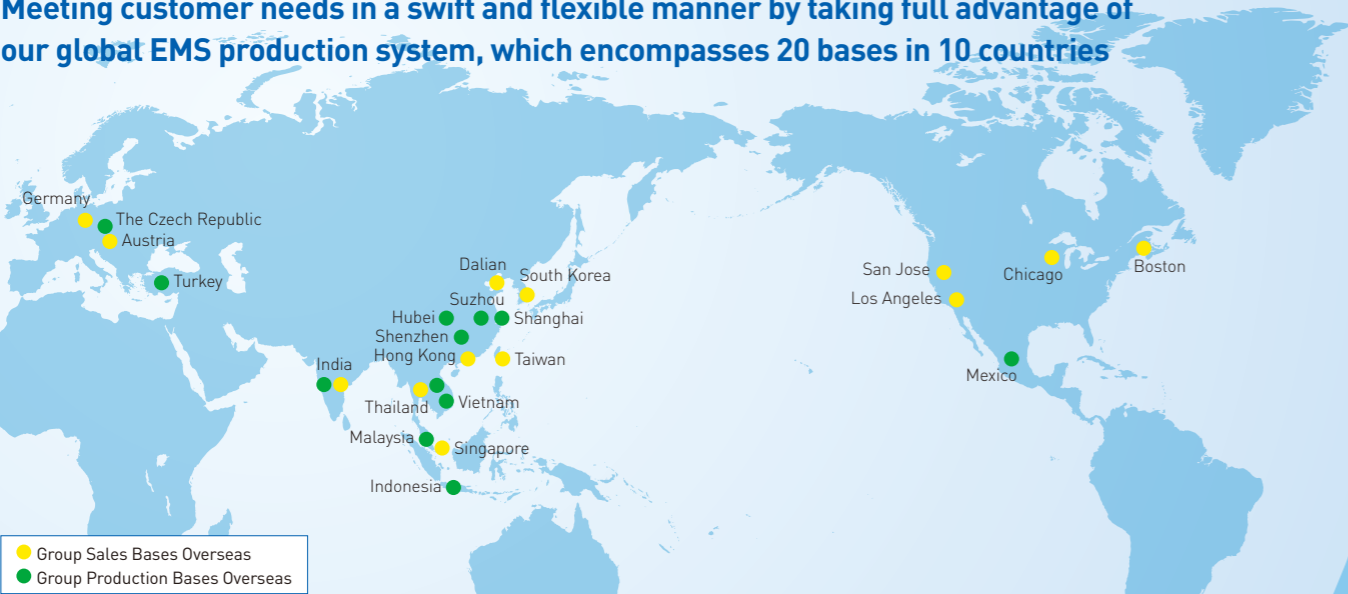 Meeting customer needs in a swift and flexible manner by taking full advantage of
our global EMS production system, which encompasses 20 bases in 10 countries
Germany
The Czech Republic
Austria
Turkey
Dalian
South Korea
Suzhou
Hubei
Shanghai
Shenzhen
Hong Kong
Taiwan
India
Thailand
Vietnam
Malaysia
Singapore
Indonesia
San Jose
Chicago
Boston
Los Angeles
Mexico
Group Sales Bases Overseas
Group Production Bases Overseas